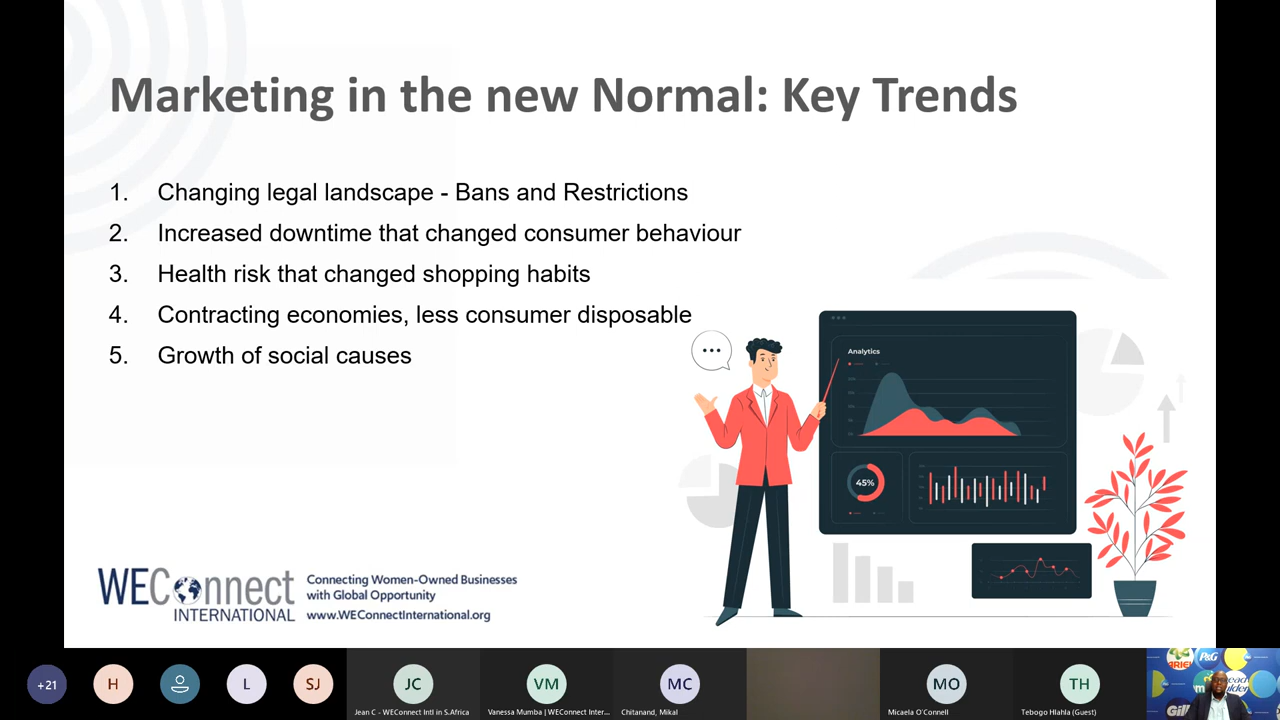 Marketing in the new Normal: Key Trends
1. Changing legal landscape - Bans and Restrictions
2. Increased downtime that changed consumer behaviour
3. Health risk that changed shopping habits
4. Contracting economies, less consumer disposable
5. Growth of social causes
Analytics
45%
WEConnect
INTERNATIONAL
Connecting Women-Owned Businesses
with Global Opportunity
www.WEConnectInternational.org
+21
H
L
SJ
JC
VM
MC
MO
TH
Jean C - WEConnect Intl in S.Africa
Vanessa Mumba | WEConnect Inter...
Chitanand, Mikal
Micaela O'Connell
Tebogo Hlahla (Guest)
ARIEL
P&G
Gil